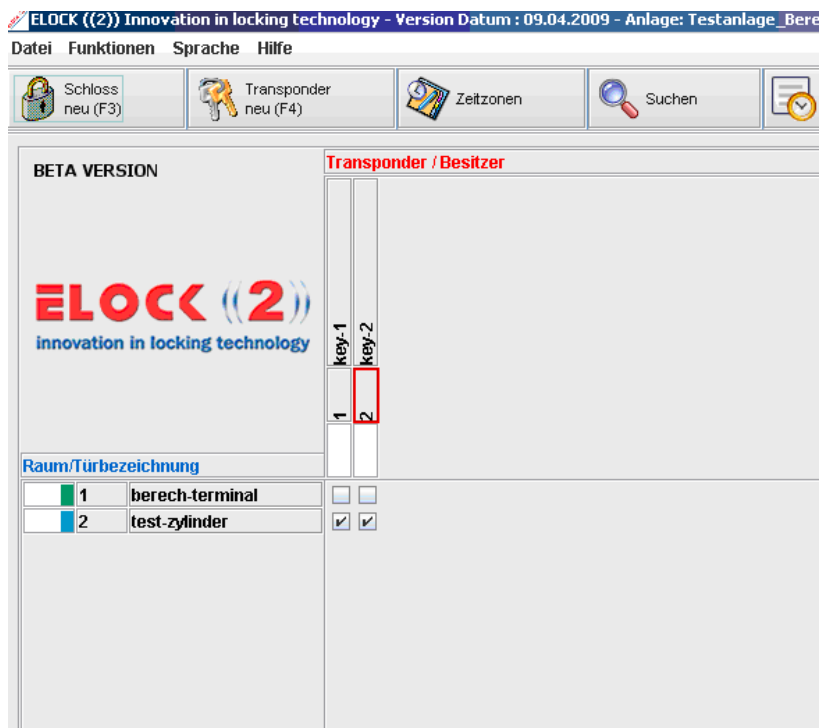 ELOCK ((2)) Innovation in locking technology - Version Datum : 09.04.2009 - Anlage: Testanlage_Bere
Datei Funktionen Sprache Hilfe
Schloss
neu (F3)
Transponder
neu (F4)
Zeitzonen
Suchen
BETA VERSION
Transponder / Besitzer
ELOCK ((2))
innovation in locking technology
key-1
key-2
1
2
Raum/Türbezeichnung
1 berech-terminal
2 test-zylinder